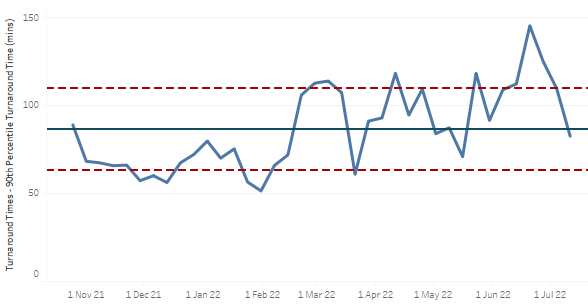 Turnaround Times - 90th Percentile Turnaround Time (mins)
150
100
50
0
1 Nov 21 1 Dec 21 1 Jan 22 1 Feb 22 1 Mar 22 1 Apr 22 1 May 22 1 Jun 22 1 Jul 22